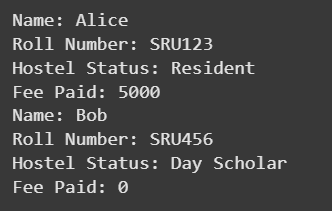 Name: Alice
Roll Number: SRU123
Hostel Status: Resident
Fee Paid: 5000
Name: Bob
Roll Number: SRU456
Hostel Status: Day Scholar
Fee Paid: 0